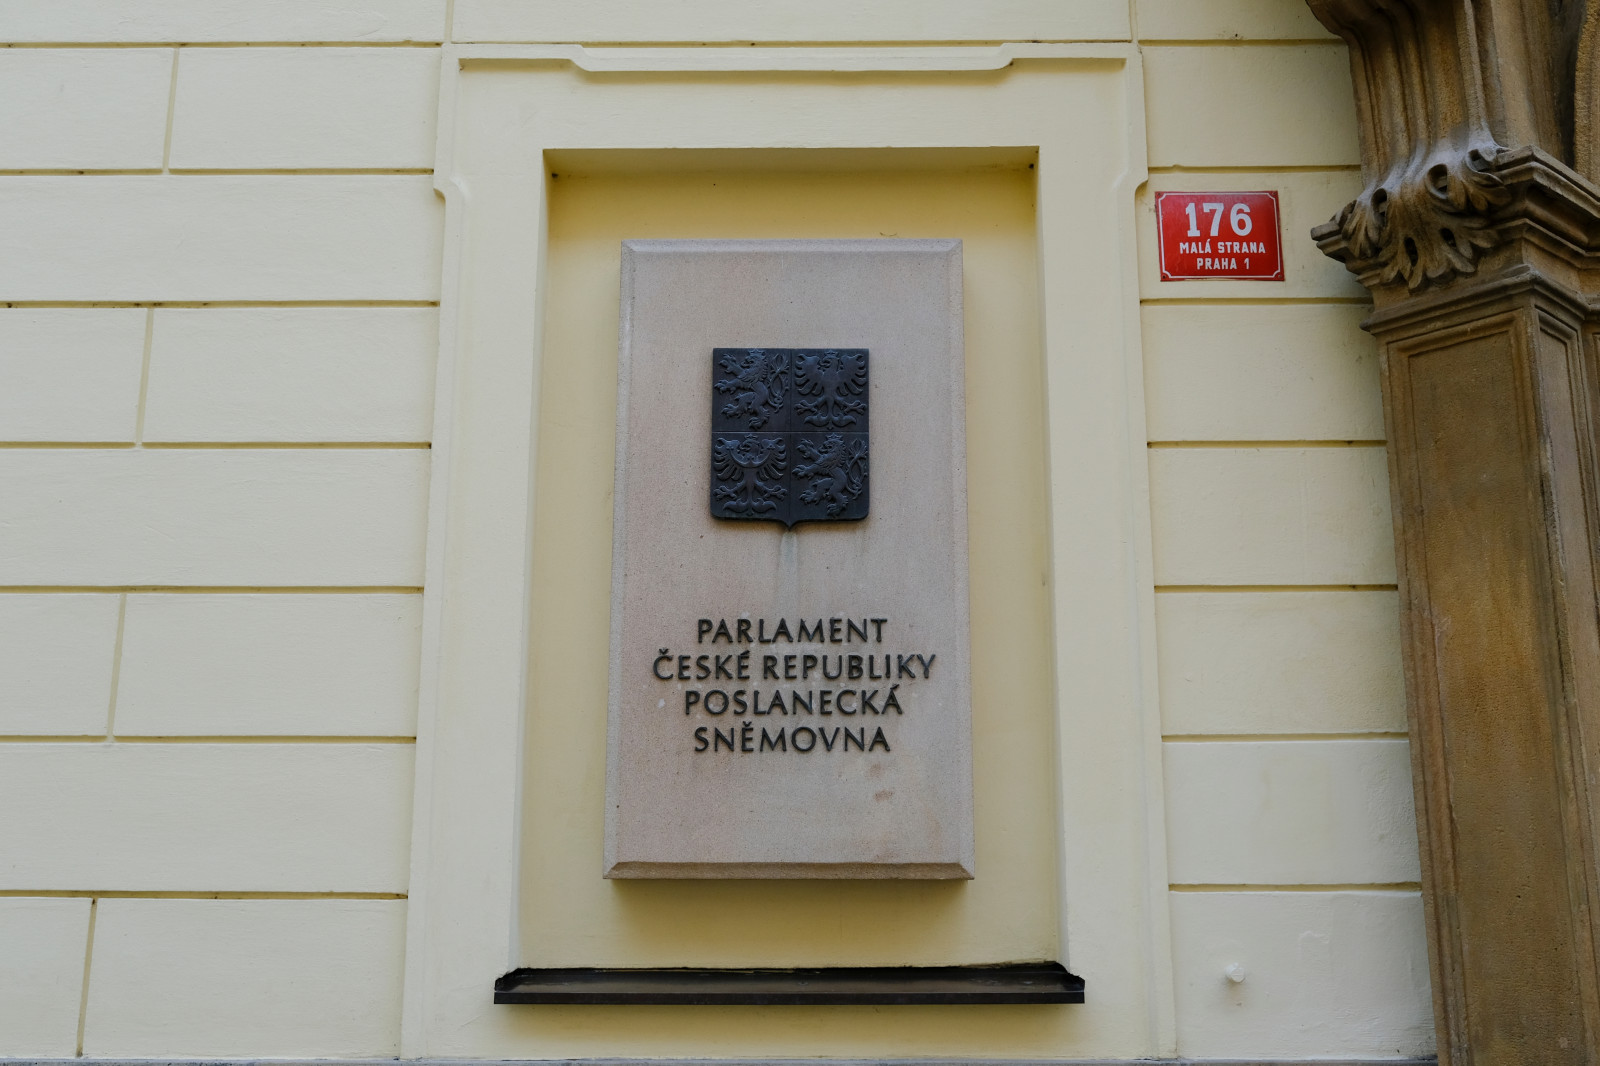 PARLAMENT
ČESKÉ REPUBLIKY
POSLANECKÁ
SNĚMOVNA
176
MALÁ STRANA
PRAHA 1